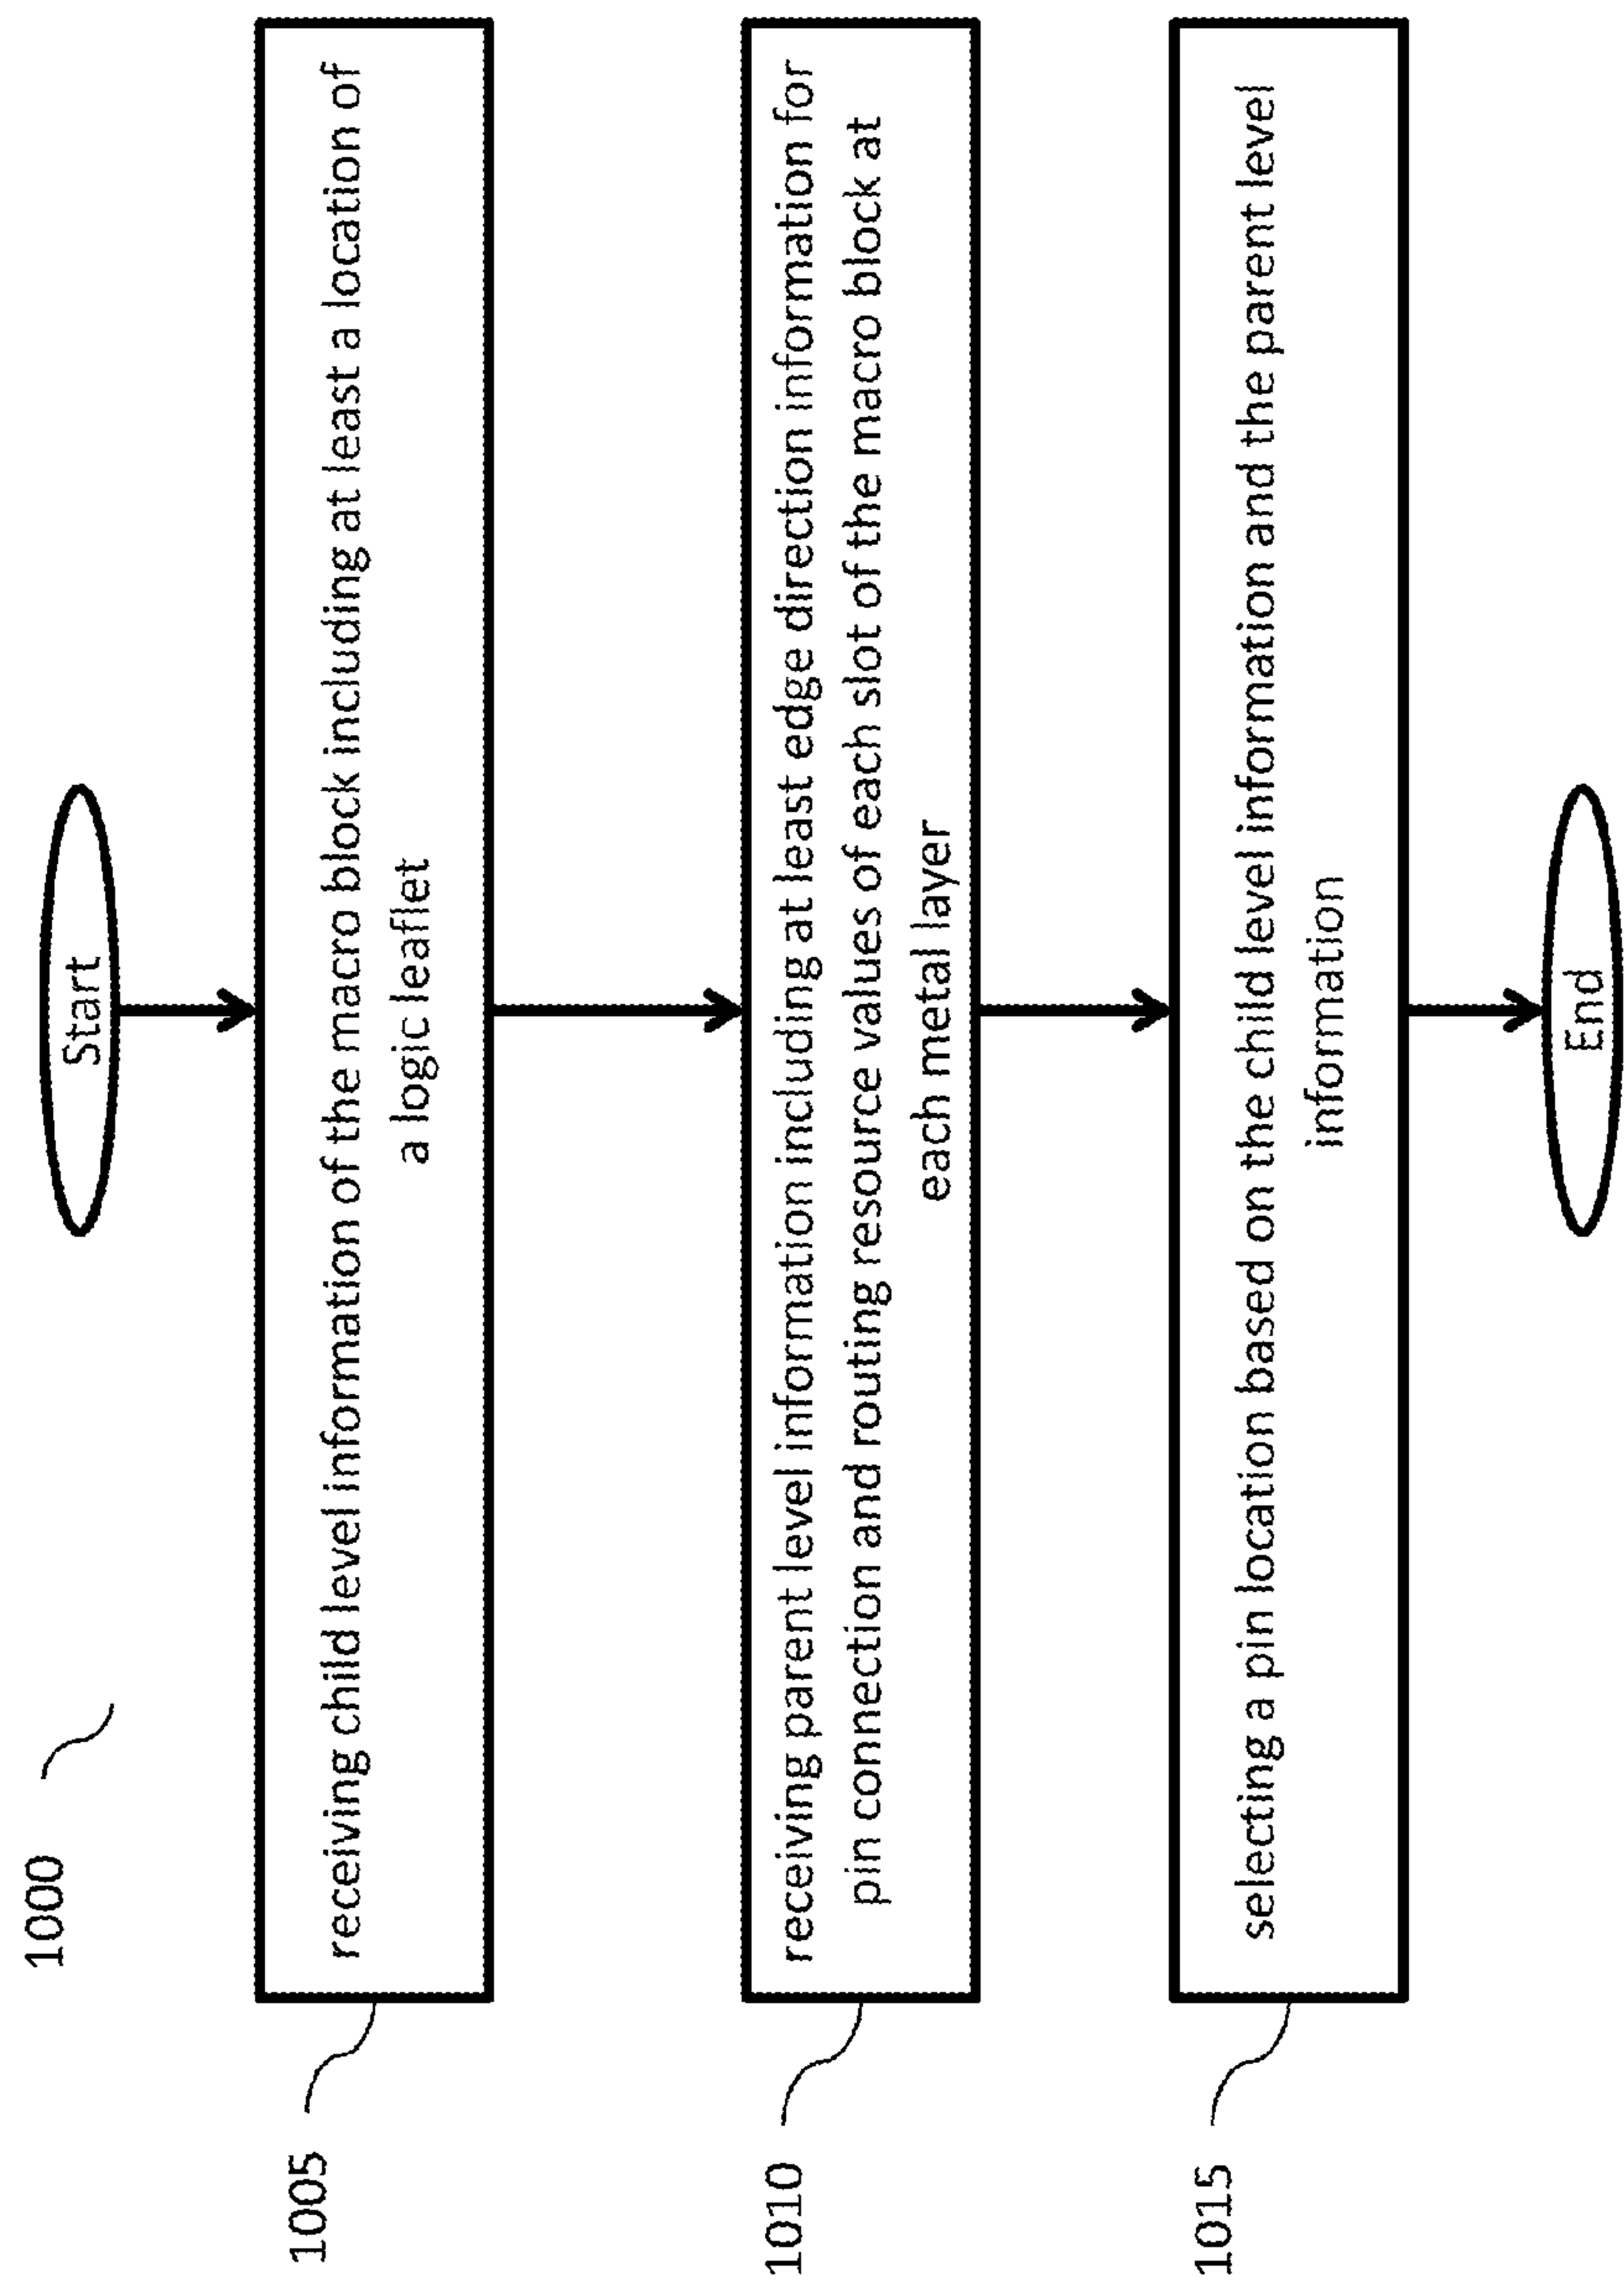 1000
Start
1005
receiving child level information of the macro block including at least a location of
a logic leaflet
1010
receiving parent level information including at least edge direction information for
pin connection and routing resource values of each slot of the macro block at
each metal layer
1015
selecting a pin location based on the child level information and the parent level
information
End